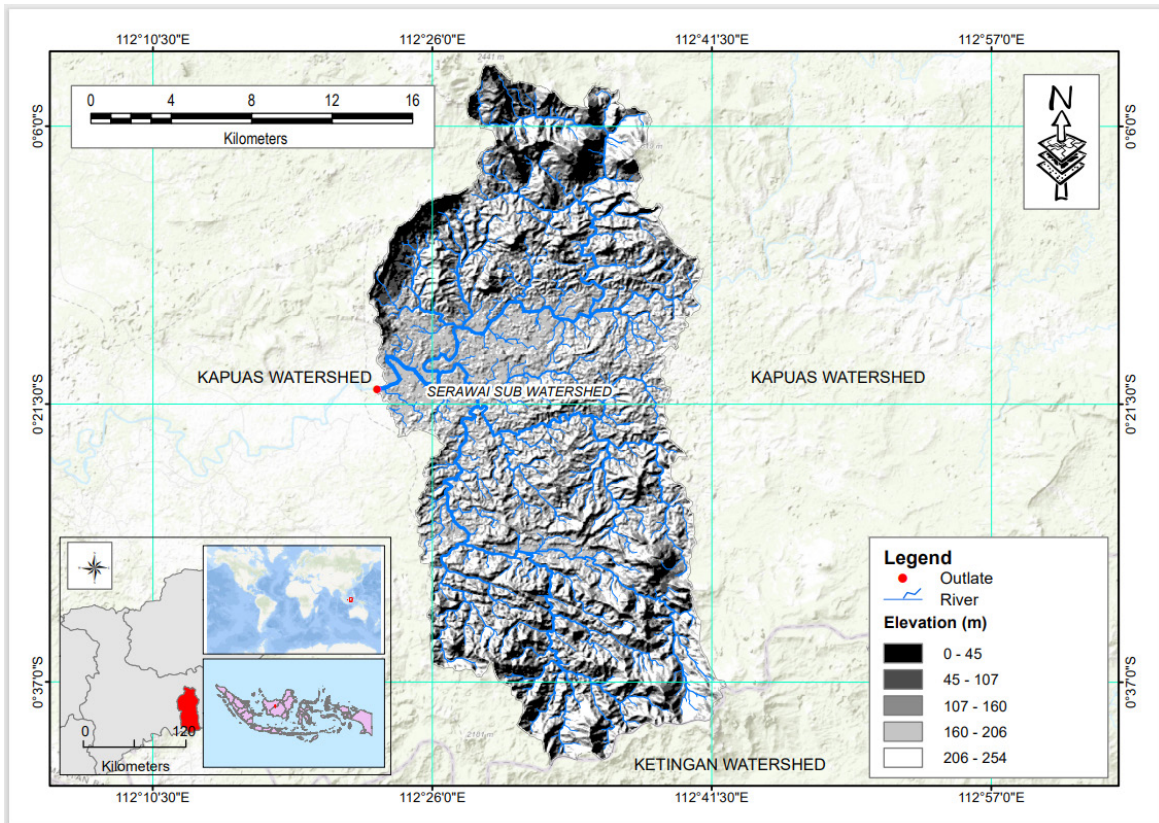 112°10'30"E 112°26'0"E 112°41'30"E 112°57'0"E
2441 m
0 4 8 12 16
Kilometers
N
0°6'0"S 0°6'0"S
KAPUAS WATERSHED
SERAWAI SUB WATERSHED
KAPUAS WATERSHED
0°21'30"S 0°21'30"S
Legend
Outlate
River
Elevation (m)
0 - 45
45 - 107
107 - 160
160 - 206
206 - 254
0 120
Kilometers
0°37'0"S 0°37'0"S
KETINGAN WATERSHED
112°10'30"E 112°26'0"E 112°41'30"E 112°57'0"E